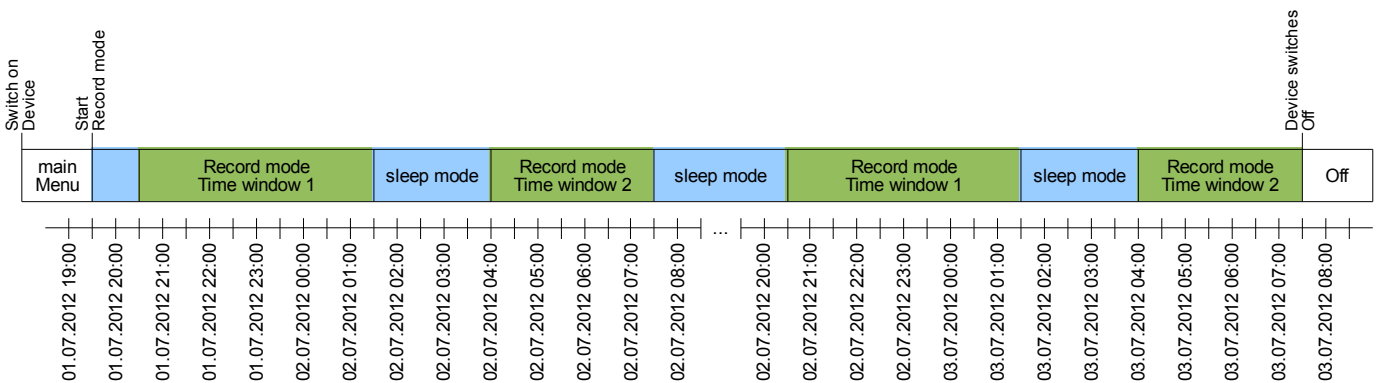 Switch on
Device
Start
Record mode
Device switches
Off
main
Menu
Record mode
Time window 1
sleep mode
Record mode
Time window 2
sleep mode
Record mode
Time window 1
sleep mode
Record mode
Time window 2
Off
...
01.07.2012 19:00
01.07.2012 20:00
01.07.2012 21:00
01.07.2012 22:00
01.07.2012 23:00
02.07.2012 00:00
02.07.2012 01:00
02.07.2012 02:00
02.07.2012 03:00
02.07.2012 04:00
02.07.2012 05:00
02.07.2012 06:00
02.07.2012 07:00
02.07.2012 08:00
02.07.2012 20:00
02.07.2012 21:00
02.07.2012 22:00
02.07.2012 23:00
03.07.2012 00:00
03.07.2012 01:00
03.07.2012 02:00
03.07.2012 03:00
03.07.2012 04:00
03.07.2012 05:00
03.07.2012 06:00
03.07.2012 07:00
03.07.2012 08:00